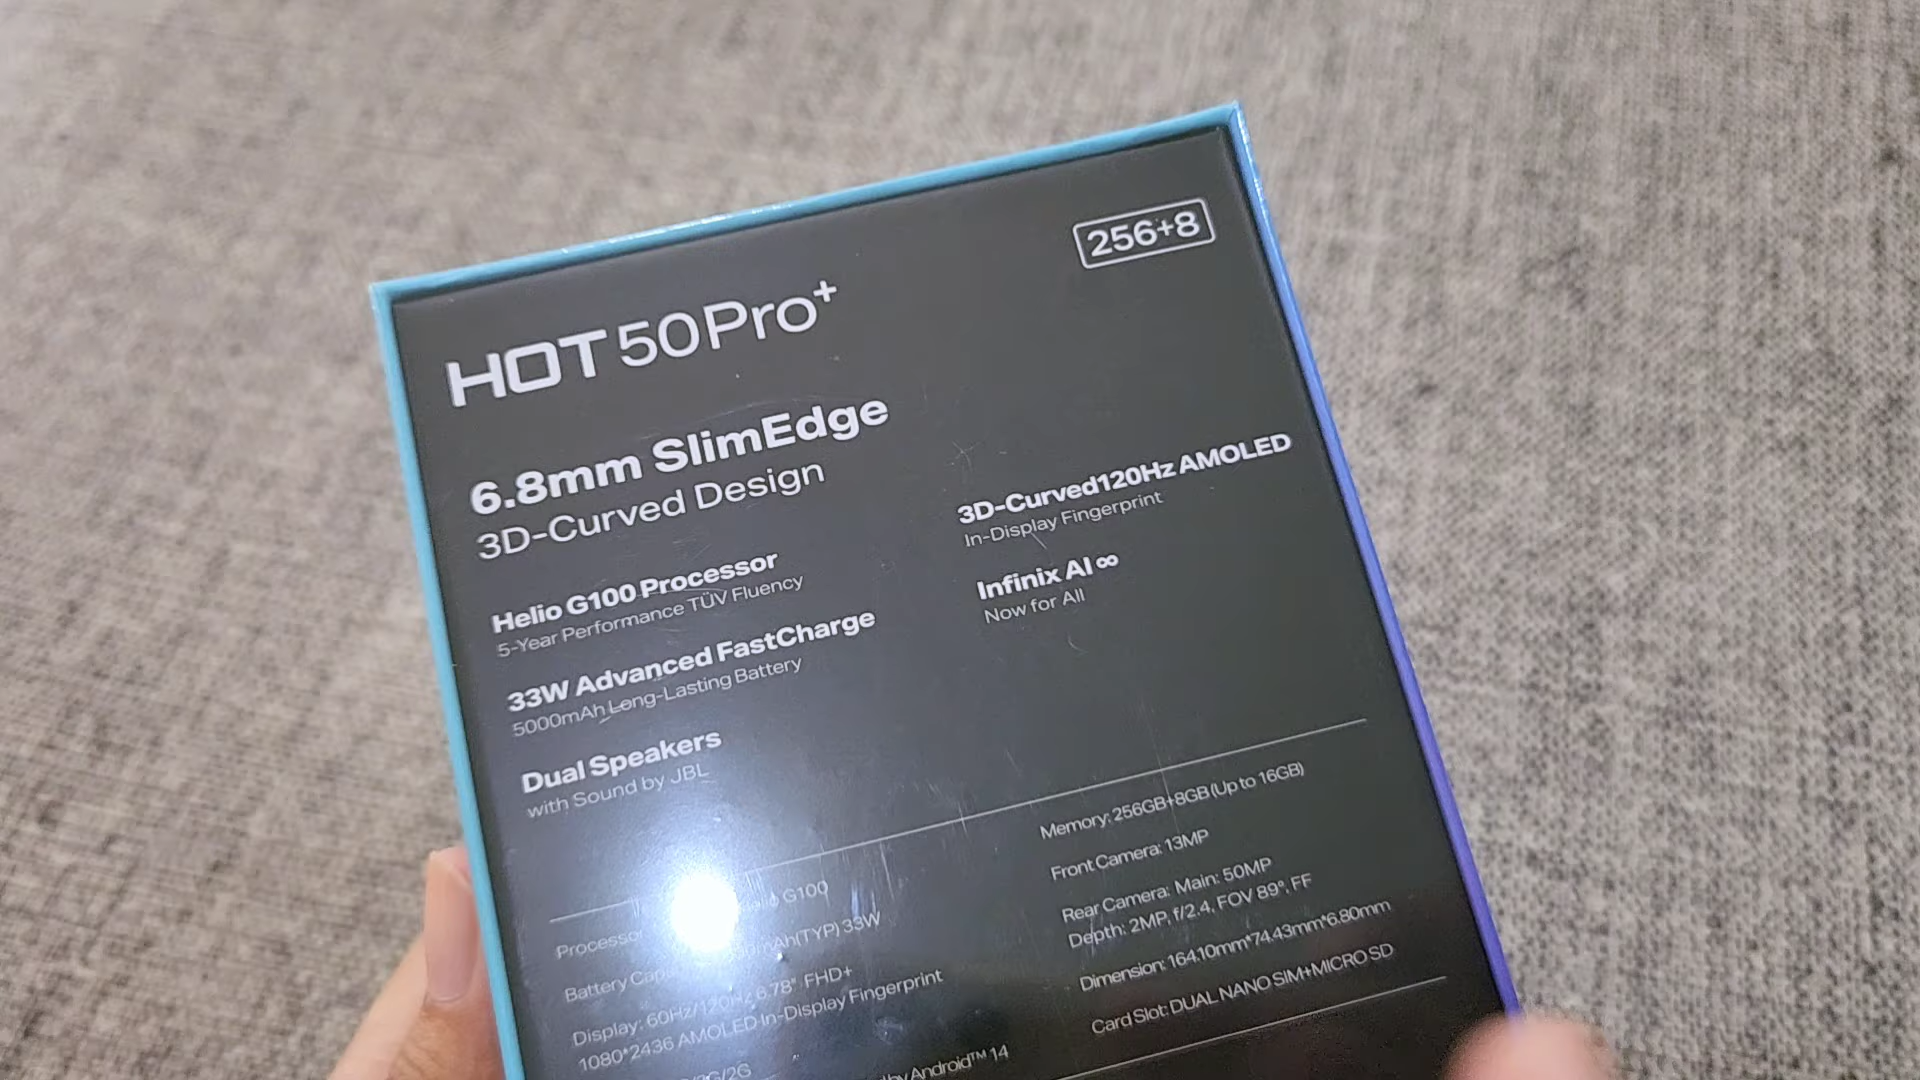 256+8
HOT 50 Pro+
6.8mm SlimEdge
3D-Curved Design
Helio G100 Processor
5-Year Performance TÜV Fluency
33W Advanced FastCharge
5000mAh Long-Lasting Battery
Dual Speakers
with Sound by JBL
3D-Curved120Hz AMOLED
In-Display Fingerprint
Infinix AI ∞
Now for All
Processor G100
Battery (TYP) 33W
Display: 60Hz/120Hz 6.78" FHD+
1080*2436 AMOLED In-Display Fingerprint
/2G
Android™ 14
Memory: 256GB+8GB (Up to 16GB)
Front Camera: 13MP
Rear Camera: Main: 50MP
Depth: 2MP, f/2.4, FOV 89°, FF
Dimension: 164.10mm*74.43mm*6.80mm
Card Slot: DUAL NANO SIM+MICRO SD